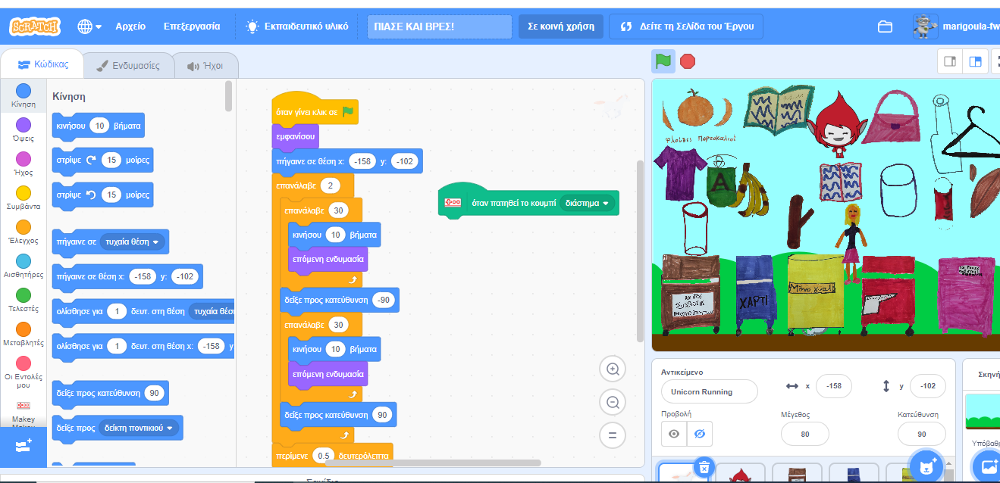 SCRATCH
Αρχείο
Επεξεργασία
Εκπαιδευτικό υλικό
ΠΙΑΣΕ ΚΑΙ ΒΡΕΣ!
Σε κοινή χρήση
Δείτε τη Σελίδα του Έργου
marigoula-fw
Κώδικας
Ενδυμασίες
Ήχοι
Κίνηση
Όψεις
Ήχος
Συμβάντα
Έλεγχος
Αισθητήρες
Τελεστές
Μεταβλητές
Οι Εντολές
μου
Makey
Makey
Κίνηση
κινήσου 10 βήματα
στρίψε 15 μοίρες
στρίψε 15 μοίρες
πήγαινε σε τυχαία θέση
πήγαινε σε θέση x: -158 y: -102
ολίσθησε για 1 δευτ. στη θέση τυχαία θέση
ολίσθησε για 1 δευτ. στη θέση x: -158 y
δείξε προς κατεύθυνση 90
δείξε προς δείκτη ποντικιού
όταν γίνει κλικ σε
εμφανίσου
πήγαινε σε θέση x: -158 y: -102
επανάλαβε 2
επανάλαβε 30
κινήσου 10 βήματα
επόμενη ενδυμασία
δείξε προς κατεύθυνση -90
επανάλαβε 30
κινήσου 10 βήματα
επόμενη ενδυμασία
δείξε προς κατεύθυνση 90
περίμενε 0.5 δευτερόλεπτα
όταν πατηθεί το κουμπί διάστημα
φλούδες Πορτοκαλιού
A
Μόνο γυαλί
ΧΑΡΤΙ
Αντικείμενο
Unicorn Running
x -158
y -102
Προβολή
Μέγεθος
80
Κατεύθυνση
90
Σκηνή
Υπόβαθρ